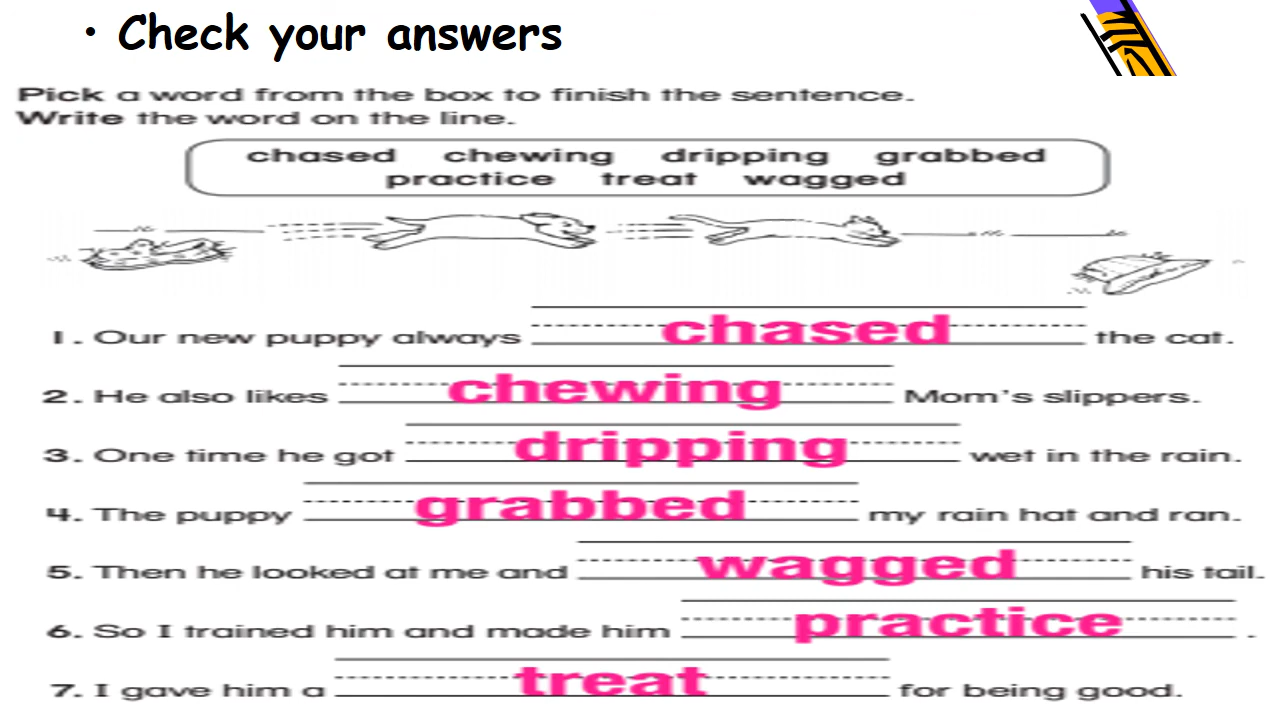 • Check your answers
Pick a word from the box to finish the sentence.
Write the word on the line.
chased chewing dripping grabbed
practice treat wagged
1. Our new puppy always chased the cat.
2. He also likes chewing Mom's slippers.
3. One time he got dripping wet in the rain.
4. The puppy grabbed my rain hat and ran.
5. Then he looked at me and wagged his tail.
6. So I trained him and made him practice .
7. I gave him a treat for being good.